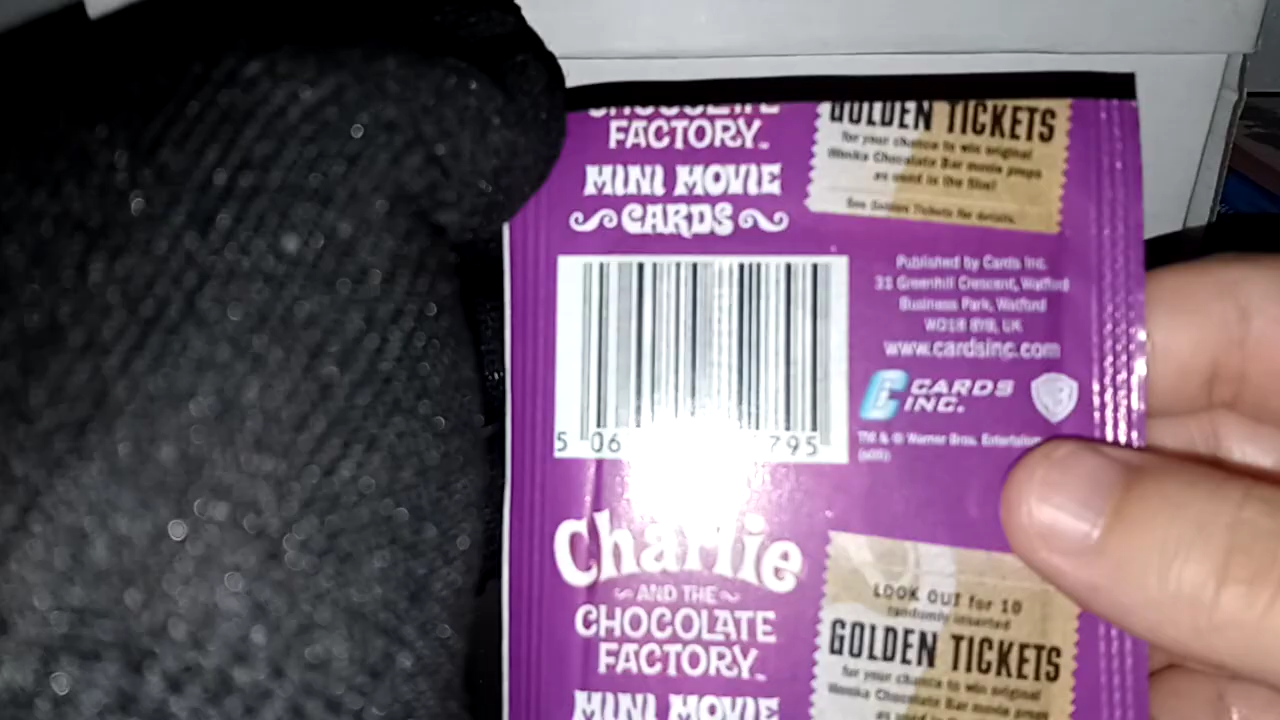 CHOCOLATE
FACTORY
MINI MOVIE
CARDS
GOLDEN TICKETS
for your chance to win original
Wonka Chocolate Bar movie props
as used in the film!
See Golden Tickets for details.
Published by Cards Inc.
31 Greenhill Crescent, Watford
Business Park, Watford
WD18 8YB, UK
www.cardsinc.com
CARDS
INC.
TM & © Warner Bros.
5 06 795
Charlie
AND THE
CHOCOLATE
FACTORY
MINI MOVIE
LOOK OUT for 10
randomly inserted
GOLDEN TICKETS
for your chance to win original
Wonka Chocolate Bar movie props